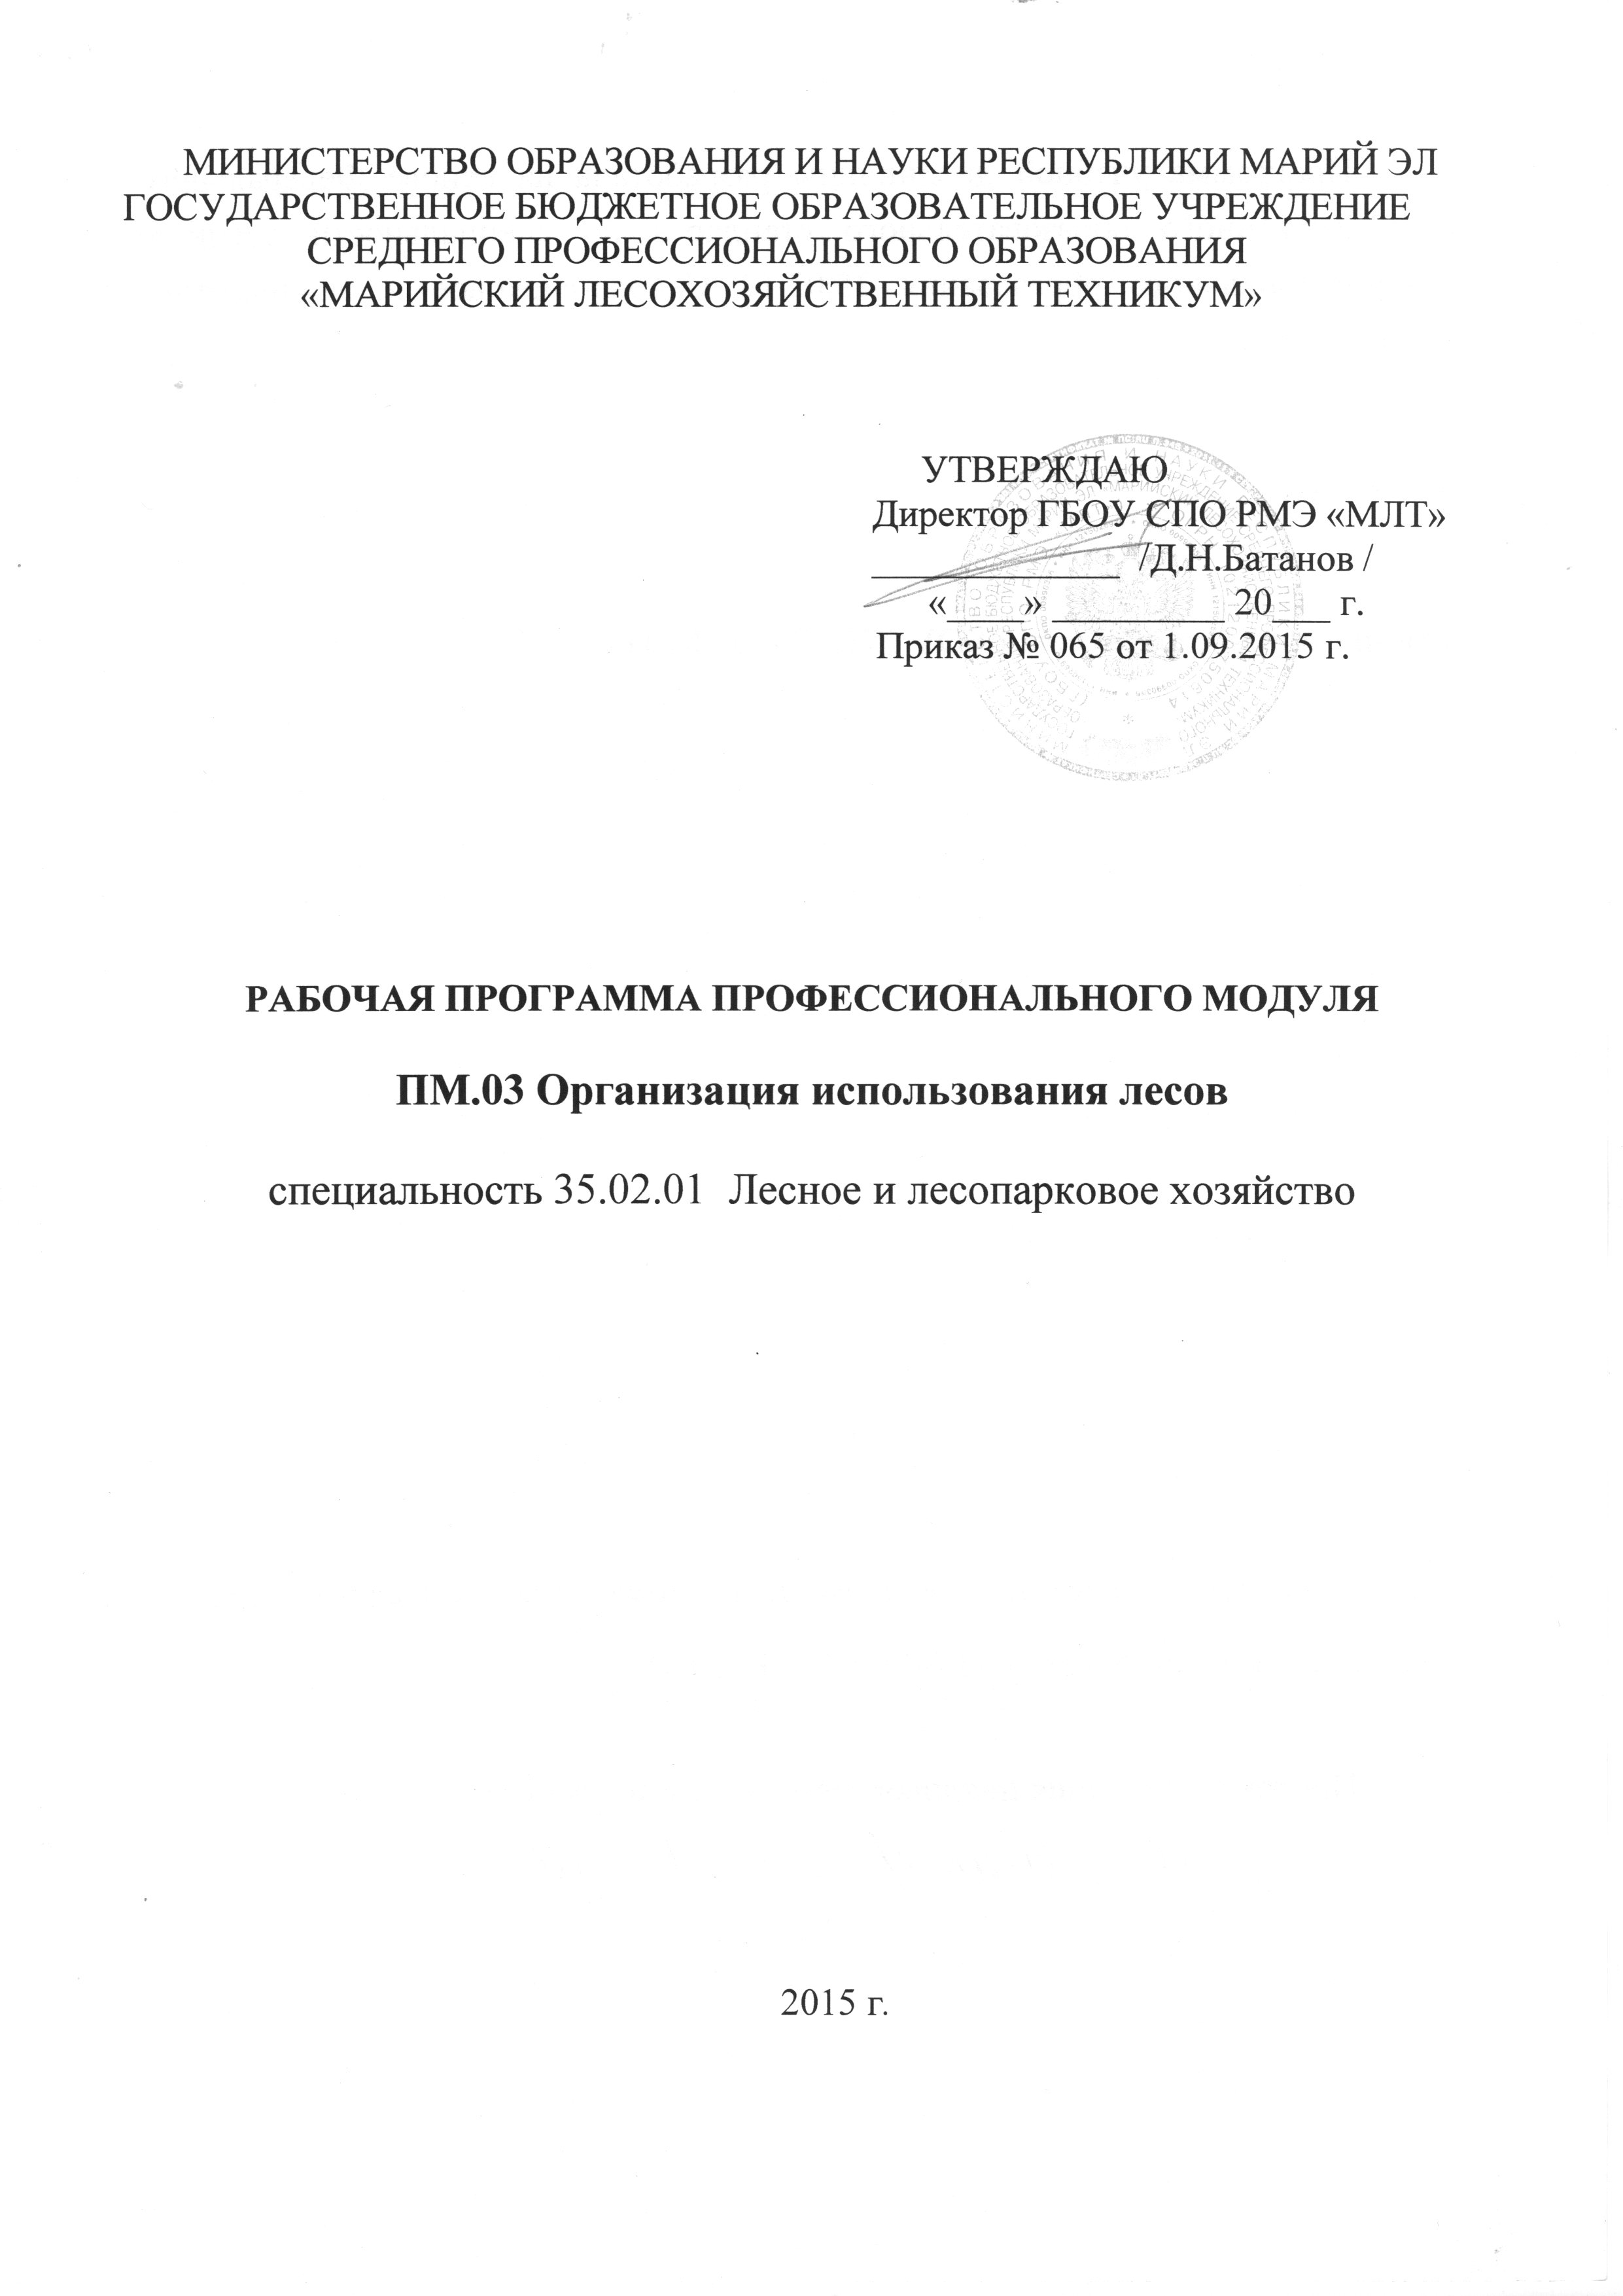 МИНИСТЕРСТВО ОБРАЗОВАНИЯ И НАУКИ РЕСПУБЛИКИ МАРИЙ ЭЛ
ГОСУДАРСТВЕННОЕ БЮДЖЕТНОЕ ОБРАЗОВАТЕЛЬНОЕ УЧРЕЖДЕНИЕ
СРЕДНЕГО ПРОФЕССИОНАЛЬНОГО ОБРАЗОВАНИЯ
«МАРИЙСКИЙ ЛЕСОХОЗЯЙСТВЕННЫЙ ТЕХНИКУМ»
УТВЕРЖДАЮ
Директор ГБОУ СПО РМЭ «МЛТ»
_____________ /Д.Н.Батанов /
«____» _________ 20___ г.
Приказ № 065 от 1.09.2015 г.
РАБОЧАЯ ПРОГРАММА ПРОФЕССИОНАЛЬНОГО МОДУЛЯ
ПМ.03 Организация использования лесов
специальность 35.02.01 Лесное и лесопарковое хозяйство
2015 г.